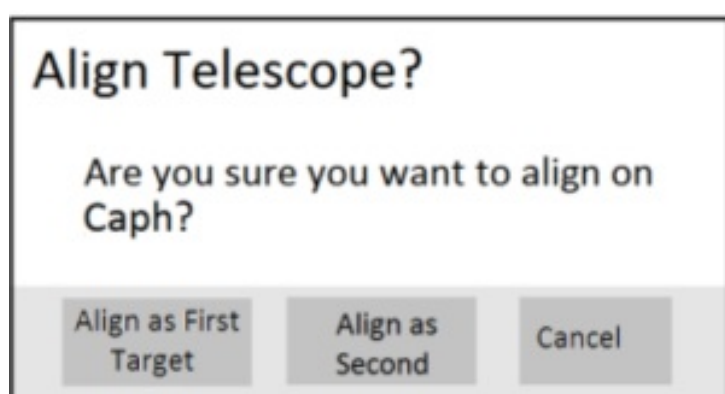 Align Telescope?
Are you sure you want to align on
Caph?
Align as First
Target
Align as
Second
Cancel